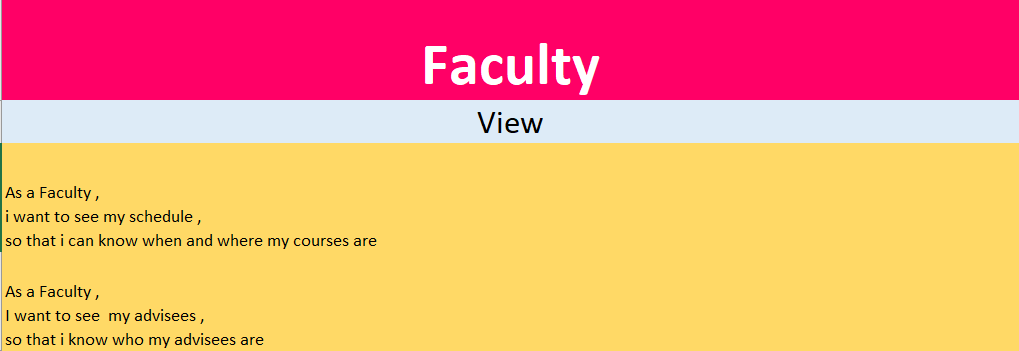 Faculty
View
As a Faculty ,
i want to see my schedule ,
so that i can know when and where my courses are
As a Faculty ,
I want to see  my advisees ,
so that i know who my advisees are